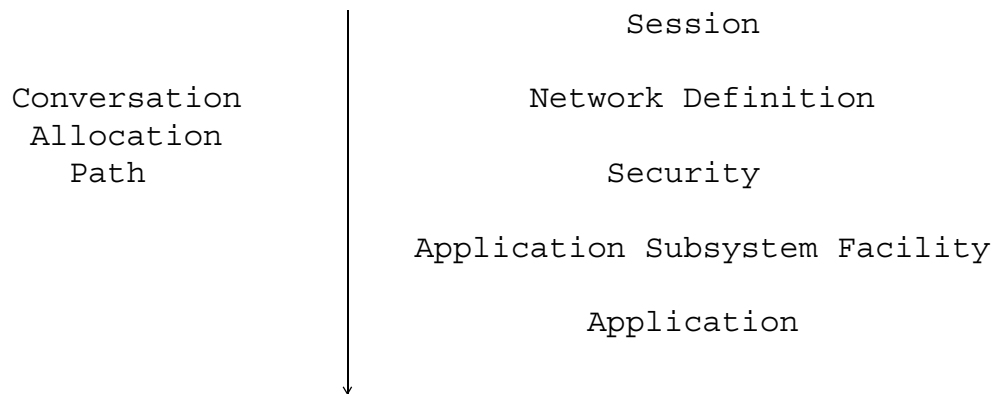 Session
Conversation
Allocation
Path
Network Definition
Security
Application Subsystem Facility
Application